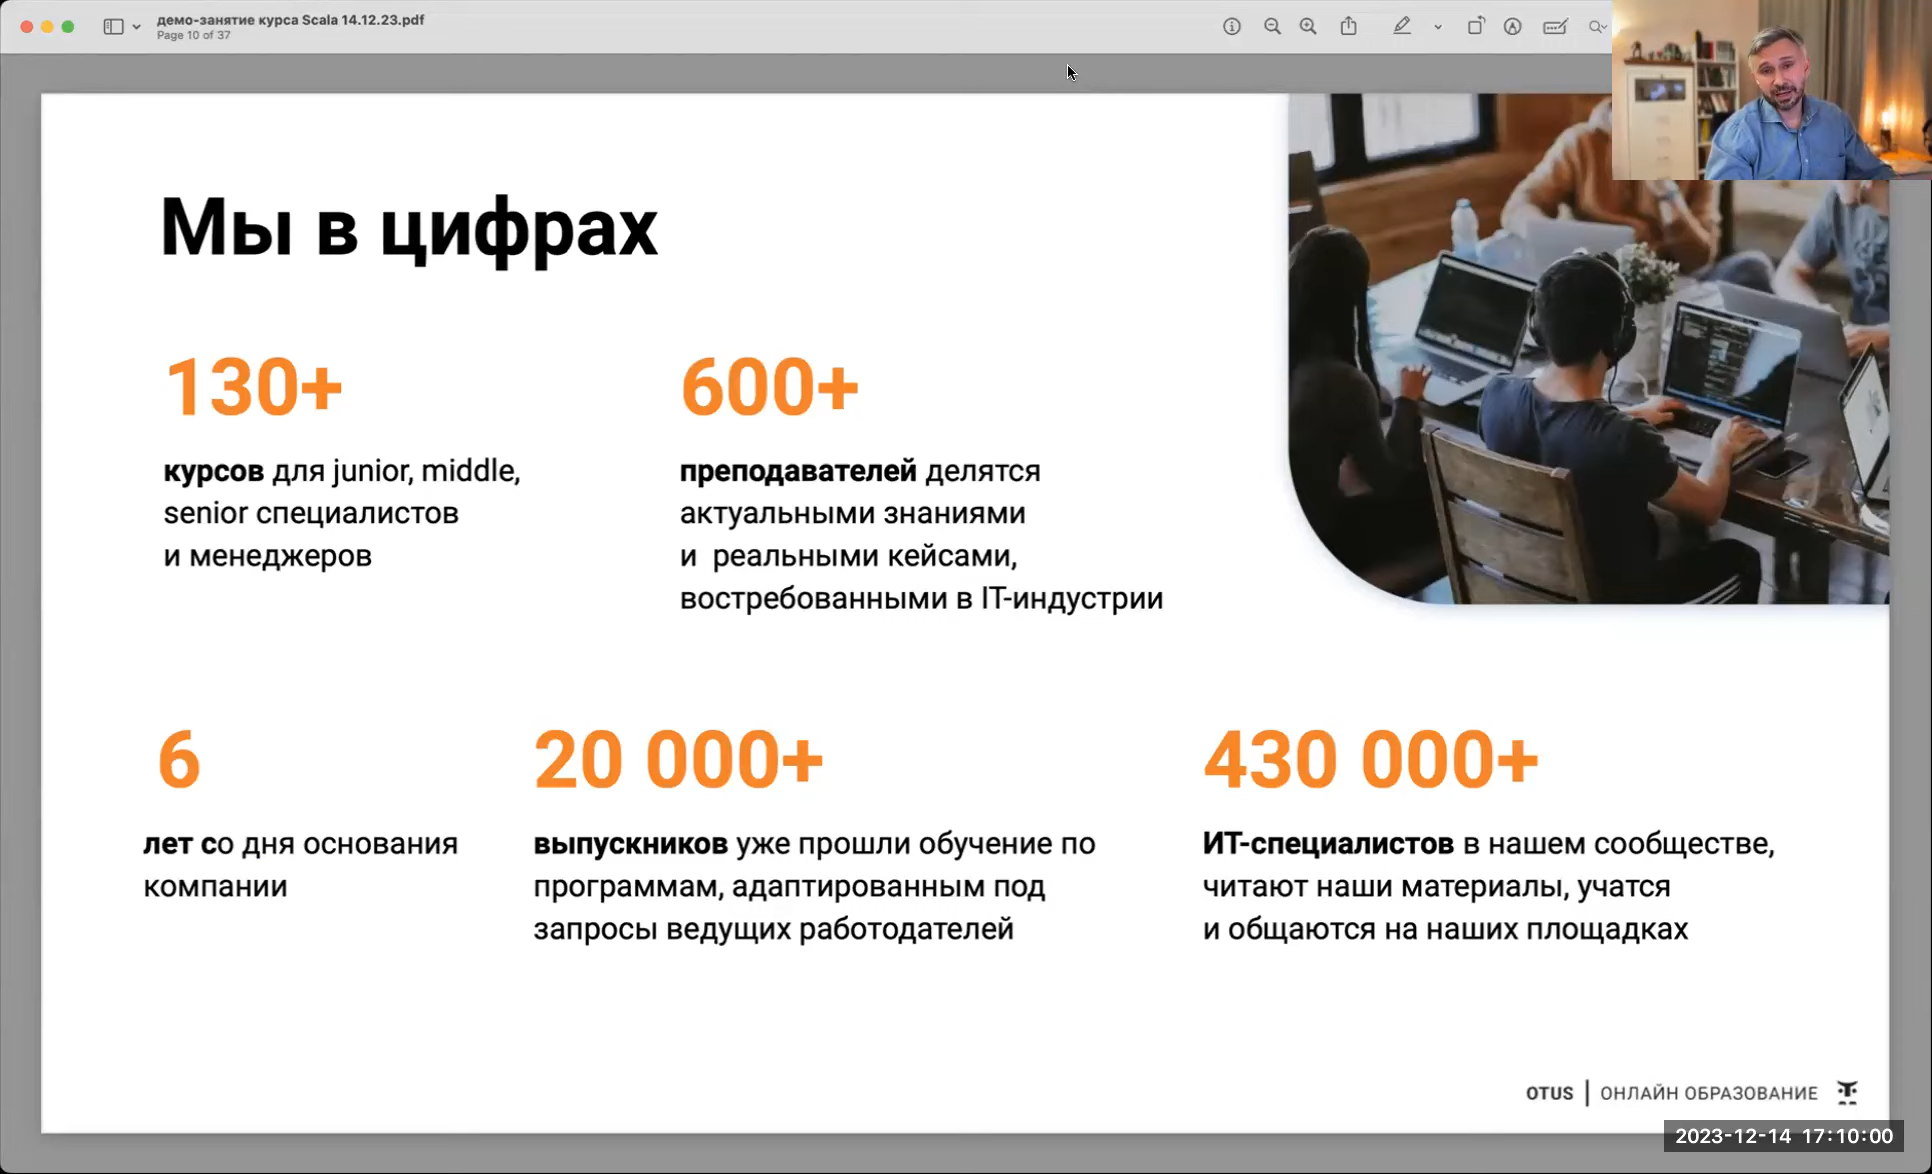 демо-занятие курса Scala 14.12.23.pdf
Page 10 of 37
Мы в цифрах
130+
курсов для junior, middle,
senior специалистов
и менеджеров
600+
преподавателей делятся
актуальными знаниями
и  реальными кейсами,
востребованными в IT-индустрии
6
лет со дня основания
компании
20 000+
выпускников уже прошли обучение по
программам, адаптированным под
запросы ведущих работодателей
430 000+
ИТ-специалистов в нашем сообществе,
читают наши материалы, учатся
и общаются на наших площадках
OTUS | ОНЛАЙН ОБРАЗОВАНИЕ
2023-12-14 17:10:00